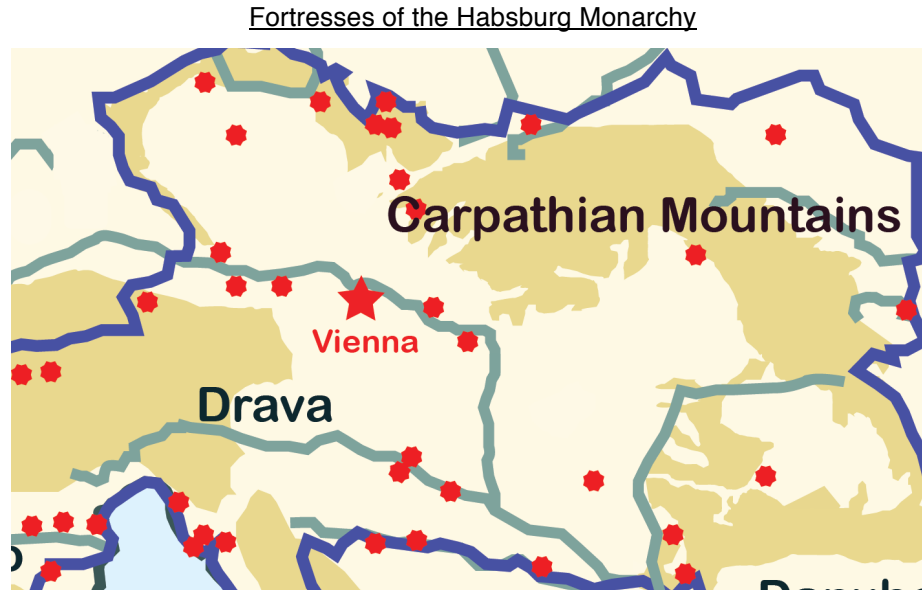 Fortresses of the Habsburg Monarchy
Carpathian Mountains
Vienna
Drava